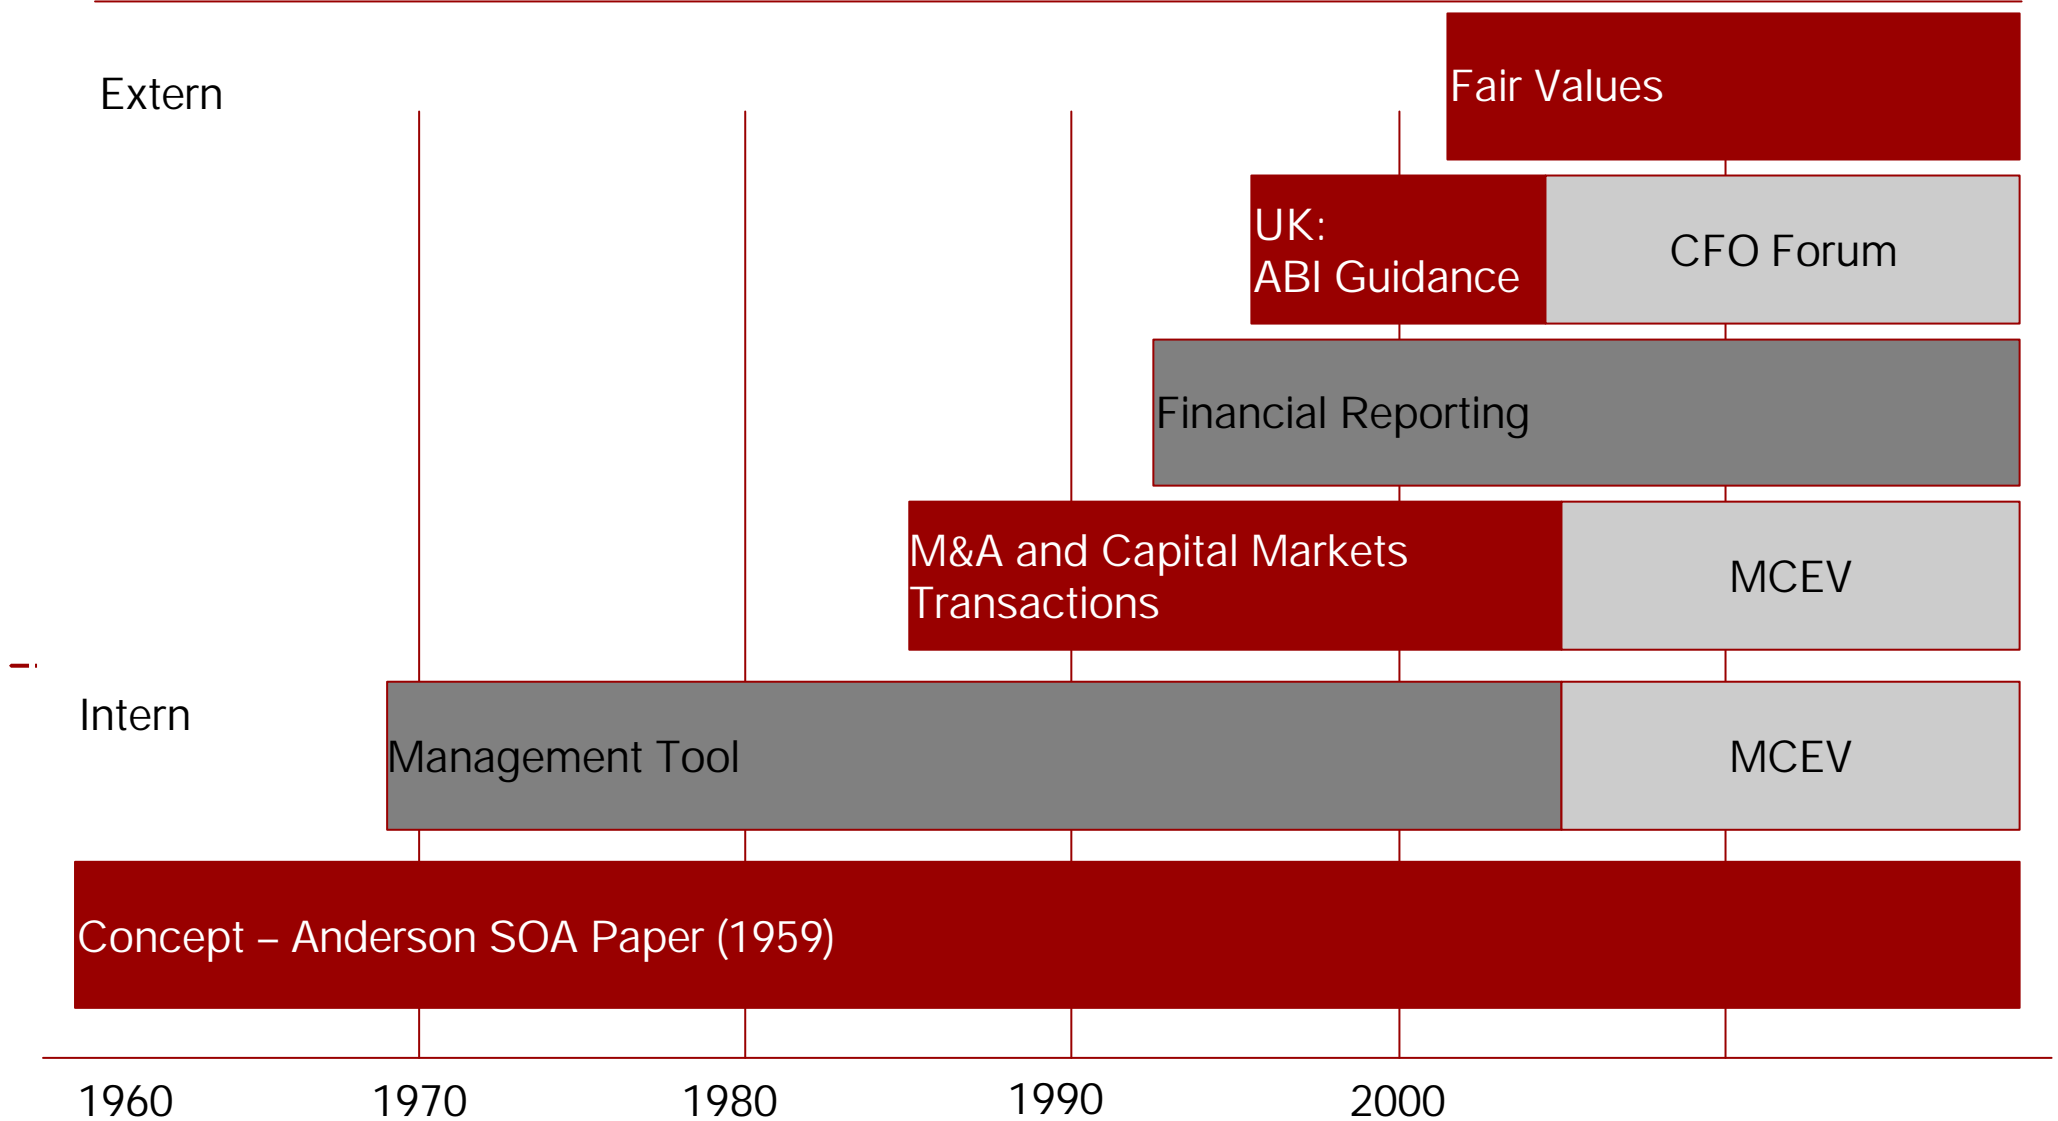 Extern
Fair Values
UK:
ABI Guidance
CFO Forum
Financial Reporting
M&A and Capital Markets
Transactions
MCEV
Intern
Management Tool
MCEV
Concept – Anderson SOA Paper (1959)
1960
1970
1980
1990
2000